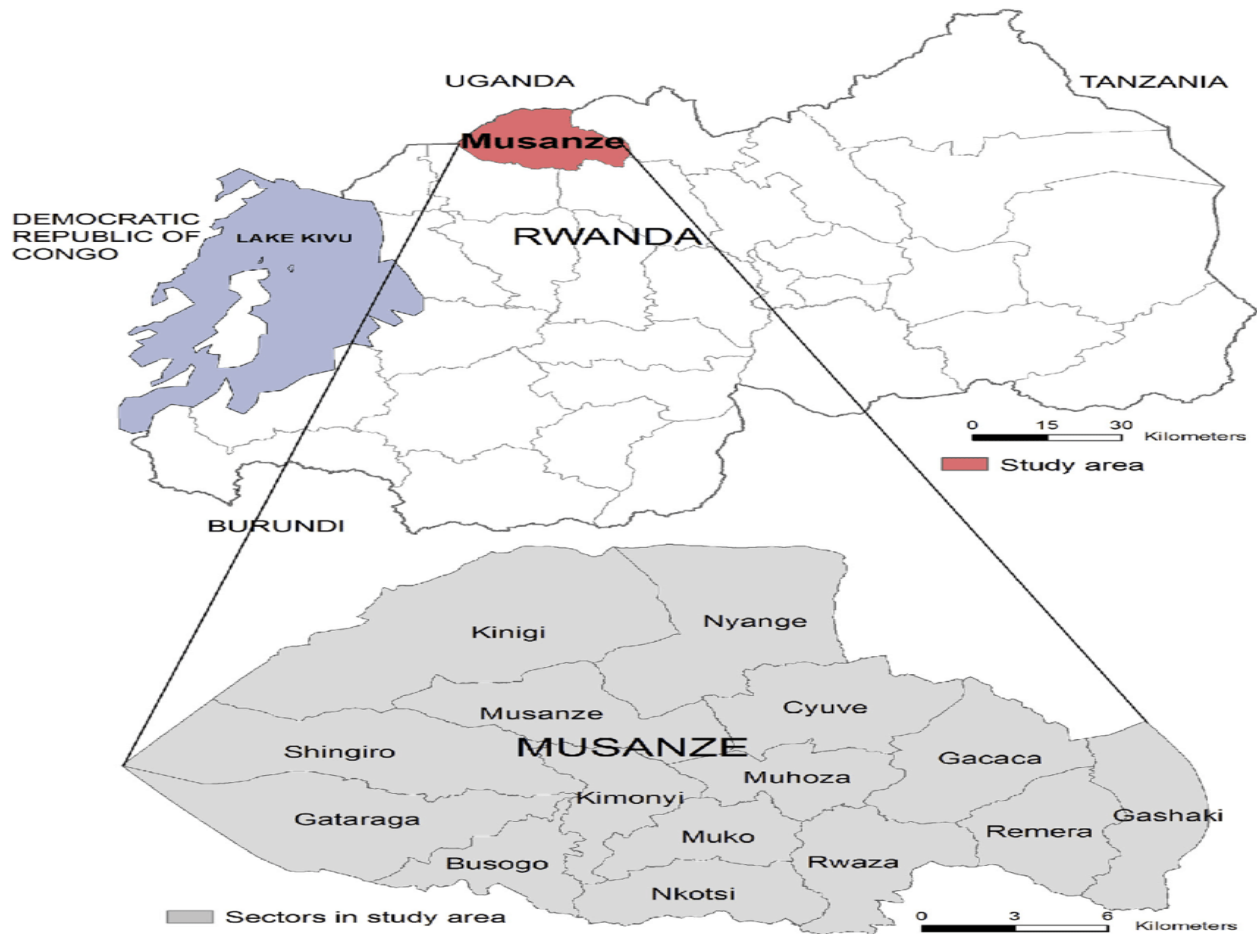 UGANDA
TANZANIA
Musanze
DEMOCRATIC
REPUBLIC OF
CONGO
LAKE KIVU
RWANDA
0 15 30
Kilometers
Study area
BURUNDI
Kinigi
Nyange
Musanze
Cyuve
MUSANZE
Shingiro
Gacaca
Muhoza
Kimonyi
Gataraga
Muko
Remera
Gashaki
Busogo
Rwaza
Nkotsi
Sectors in study area
0 3 6
Kilometers